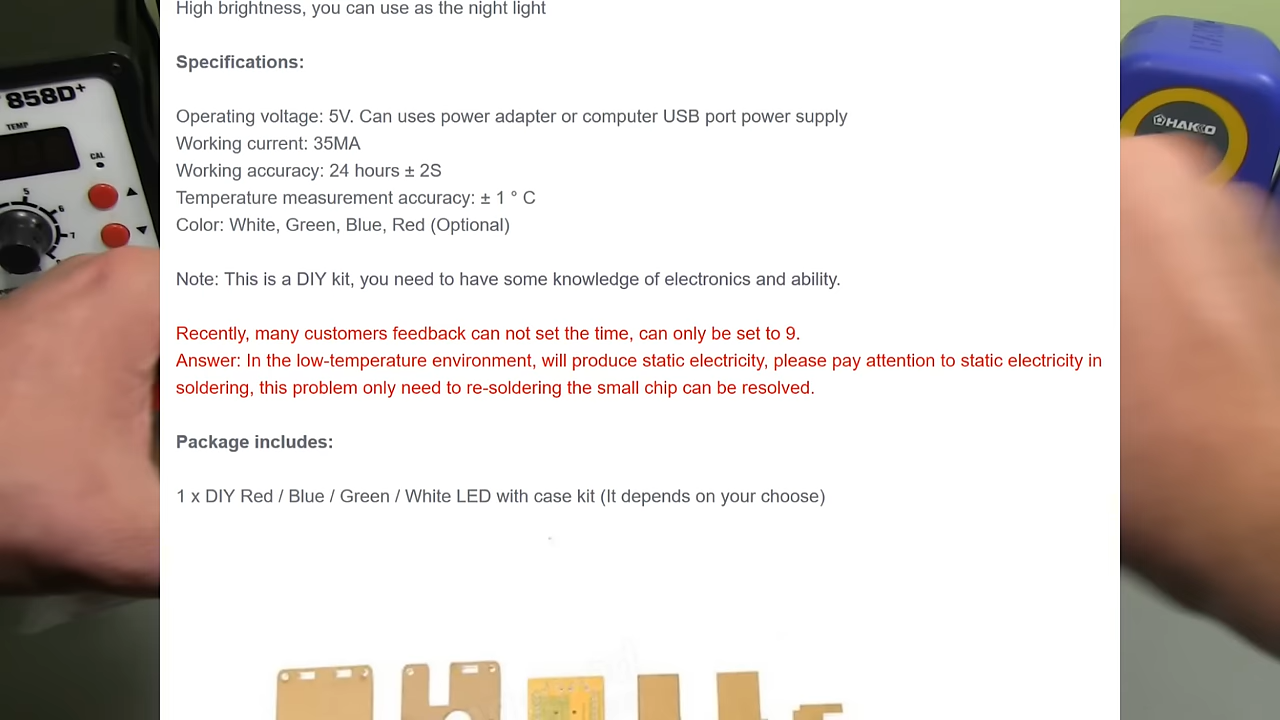 High brightness, you can use as the night light
Specifications:
Operating voltage: 5V. Can uses power adapter or computer USB port power supply
Working current: 35MA
Working accuracy: 24 hours ± 2S
Temperature measurement accuracy: ± 1 ° C
Color: White, Green, Blue, Red (Optional)
Note: This is a DIY kit, you need to have some knowledge of electronics and ability.
Recently, many customers feedback can not set the time, can only be set to 9.
Answer: In the low-temperature environment, will produce static electricity, please pay attention to static electricity in
soldering, this problem only need to re-soldering the small chip can be resolved.
Package includes:
1 x DIY Red / Blue / Green / White LED with case kit (It depends on your choose)
858D+
TEMP
CAL
5
6
7
HAKKO